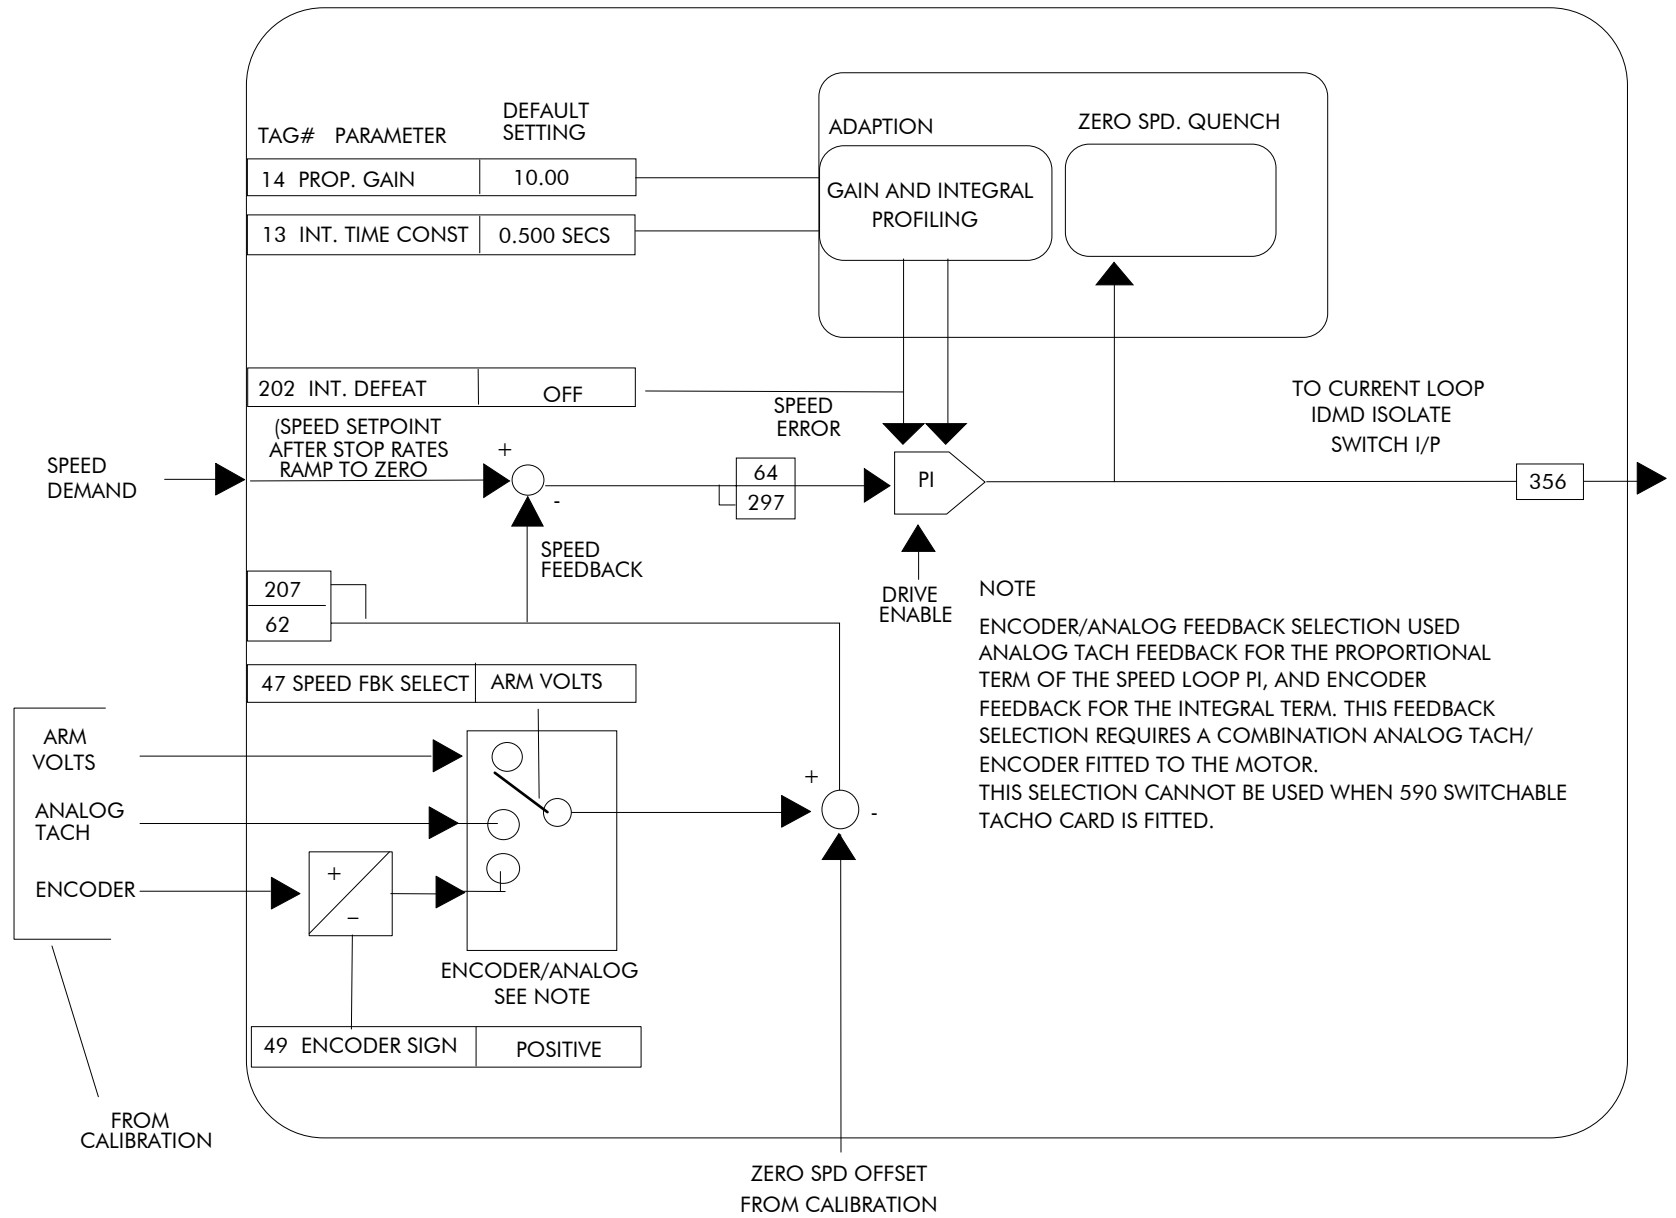 TAG# PARAMETER
DEFAULT
SETTING
14 PROP. GAIN
10.00
13 INT. TIME CONST
0.500 SECS
ADAPTION
ZERO SPD. QUENCH
GAIN AND INTEGRAL
PROFILING
202 INT. DEFEAT
OFF
(SPEED SETPOINT
AFTER STOP RATES
RAMP TO ZERO
SPEED
DEMAND
+
-
SPEED
ERROR
64
297
PI
TO CURRENT LOOP
IDMD ISOLATE
SWITCH I/P
356
SPEED
FEEDBACK
DRIVE
ENABLE
207
62
47 SPEED FBK SELECT
ARM VOLTS
ARM
VOLTS
ANALOG
TACH
ENCODER
+
−
+
-
ENCODER/ANALOG
SEE NOTE
49 ENCODER SIGN
POSITIVE
NOTE
ENCODER/ANALOG FEEDBACK SELECTION USED
ANALOG TACH FEEDBACK FOR THE PROPORTIONAL
TERM OF THE SPEED LOOP PI, AND ENCODER
FEEDBACK FOR THE INTEGRAL TERM. THIS FEEDBACK
SELECTION REQUIRES A COMBINATION ANALOG TACH/
ENCODER FITTED TO THE MOTOR.
THIS SELECTION CANNOT BE USED WHEN 590 SWITCHABLE
TACHO CARD IS FITTED.
FROM
CALIBRATION
ZERO SPD OFFSET
FROM CALIBRATION